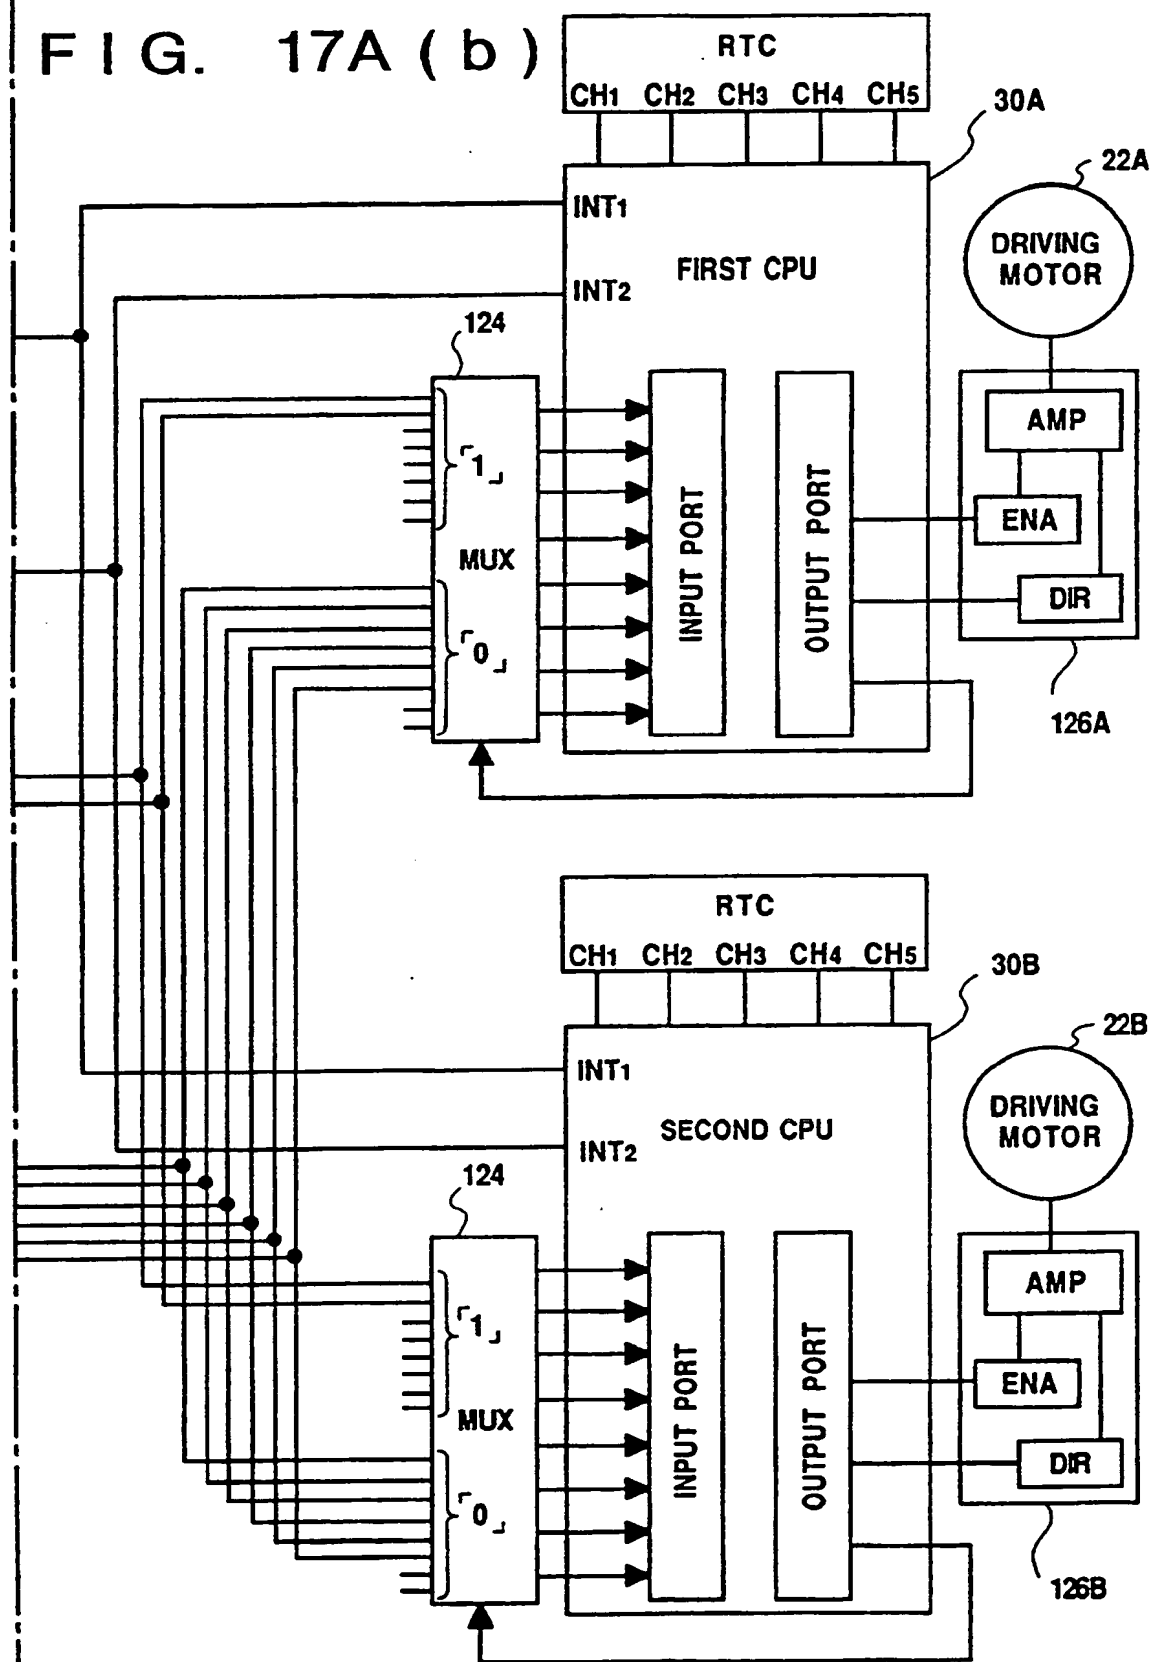 FIG. 17A (b)
RTC
CH1 CH2 CH3 CH4 CH5
30A
22A
INT1
DRIVING
MOTOR
FIRST CPU
INT2
124
AMP
「1」
INPUT PORT
OUTPUT PORT
ENA
MUX
DIR
「0」
126A
RTC
CH1 CH2 CH3 CH4 CH5
30B
22B
INT1
DRIVING
MOTOR
SECOND CPU
INT2
124
AMP
「1」
INPUT PORT
OUTPUT PORT
ENA
MUX
DIR
「0」
126B